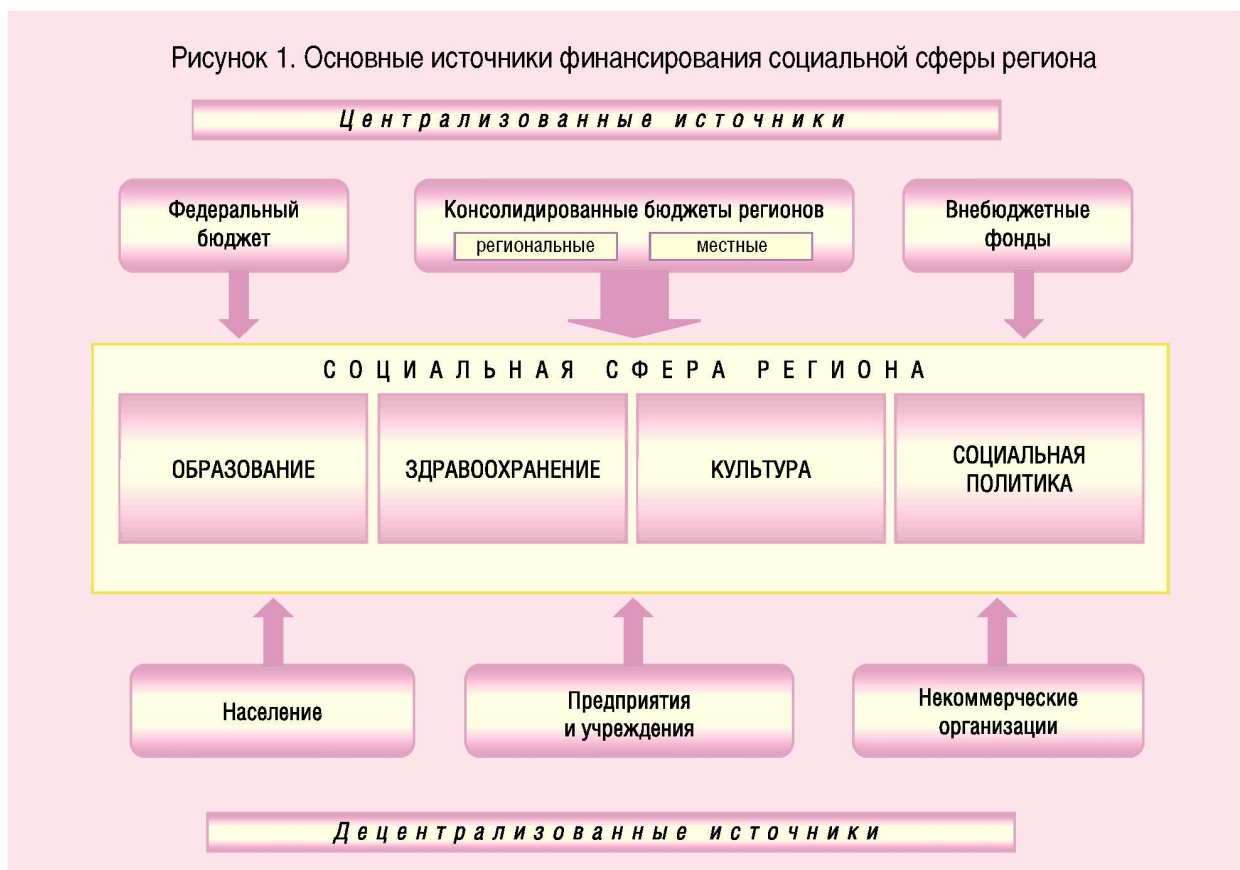 Рисунок 1. Основные источники финансирования социальной сферы региона
Централизованные источники
Федеральный
бюджет
Консолидированные бюджеты регионов
региональные
местные
Внебюджетные
фонды
СОЦИАЛЬНАЯ СФЕРА РЕГИОНА
ОБРАЗОВАНИЕ
ЗДРАВООХРАНЕНИЕ
КУЛЬТУРА
СОЦИАЛЬНАЯ
ПОЛИТИКА
Население
Предприятия
и учреждения
Некоммерческие
организации
Децентрализованные источники